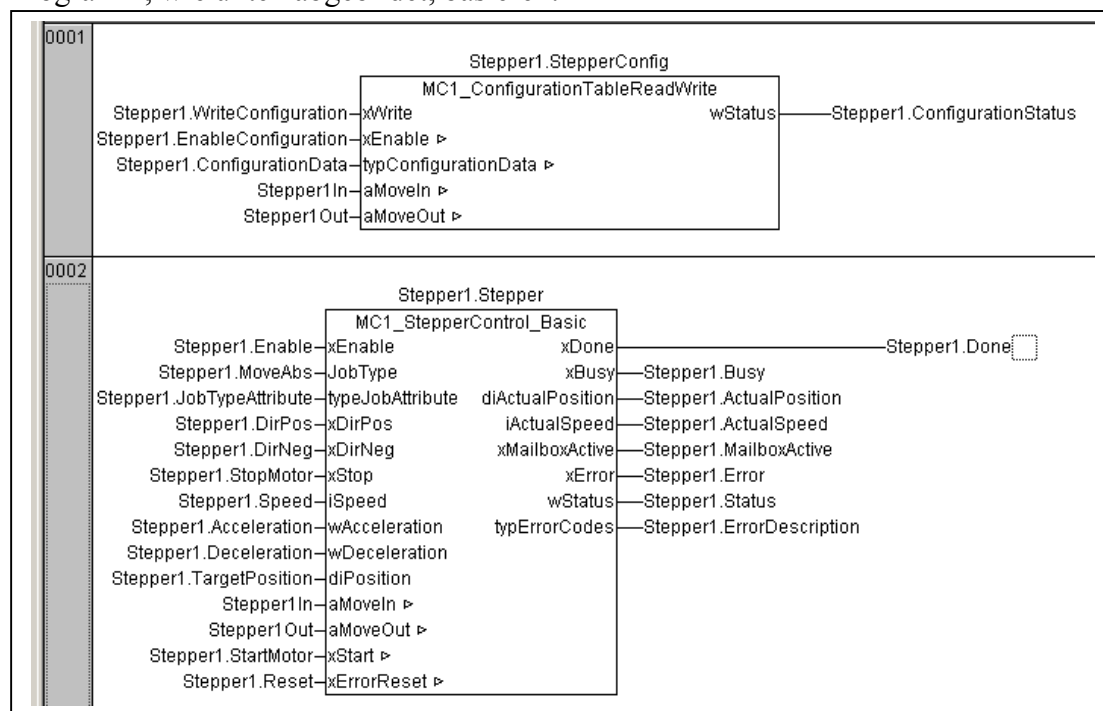 0001
Stepper1.StepperConfig
MC1_ConfigurationTableReadWrite
Stepper1.WriteConfiguration xWrite wStatus Stepper1.ConfigurationStatus
Stepper1.EnableConfiguration xEnable ▹
Stepper1.ConfigurationData typConfigurationData ▹
Stepper1In aMoveIn ▹
Stepper1Out aMoveOut ▹
0002
Stepper1.Stepper
MC1_StepperControl_Basic
Stepper1.Enable xEnable xDone Stepper1.Done
Stepper1.MoveAbs JobType xBusy Stepper1.Busy
Stepper1.JobTypeAttribute typeJobAttribute diActualPosition Stepper1.ActualPosition
Stepper1.DirPos xDirPos iActualSpeed Stepper1.ActualSpeed
Stepper1.DirNeg xDirNeg xMailboxActive Stepper1.MailboxActive
Stepper1.StopMotor xStop xError Stepper1.Error
Stepper1.Speed iSpeed wStatus Stepper1.Status
Stepper1.Acceleration wAcceleration typErrorCodes Stepper1.ErrorDescription
Stepper1.Deceleration wDeceleration
Stepper1.TargetPosition diPosition
Stepper1In aMoveIn ▹
Stepper1Out aMoveOut ▹
Stepper1.StartMotor xStart ▹
Stepper1.Reset xErrorReset ▹